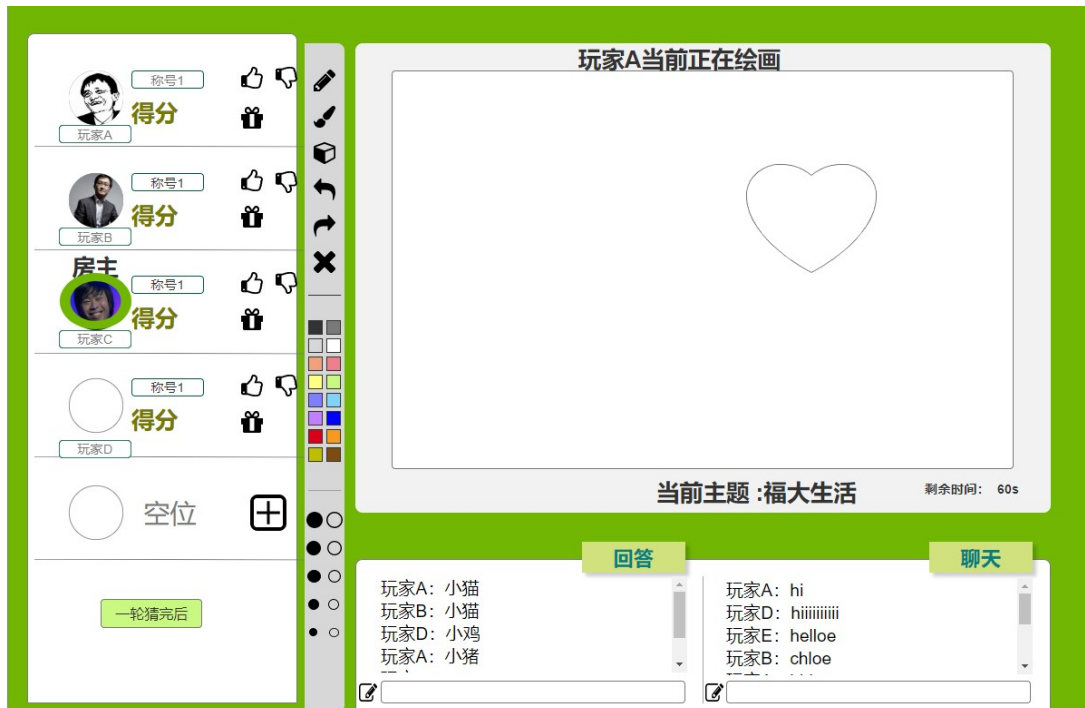 称号1
得分
玩家A
称号1
得分
玩家B
房主
称号1
得分
玩家C
称号1
得分
玩家D
空位
一轮猜完后
玩家A当前正在绘画
当前主题 :福大生活
剩余时间： 60s
回答
玩家A：小猫
玩家B：小猫
玩家D：小鸡
玩家A：小猪
聊天
玩家A：hi
玩家D：hiiiiiiiiii
玩家E：helloe
玩家B：chloe